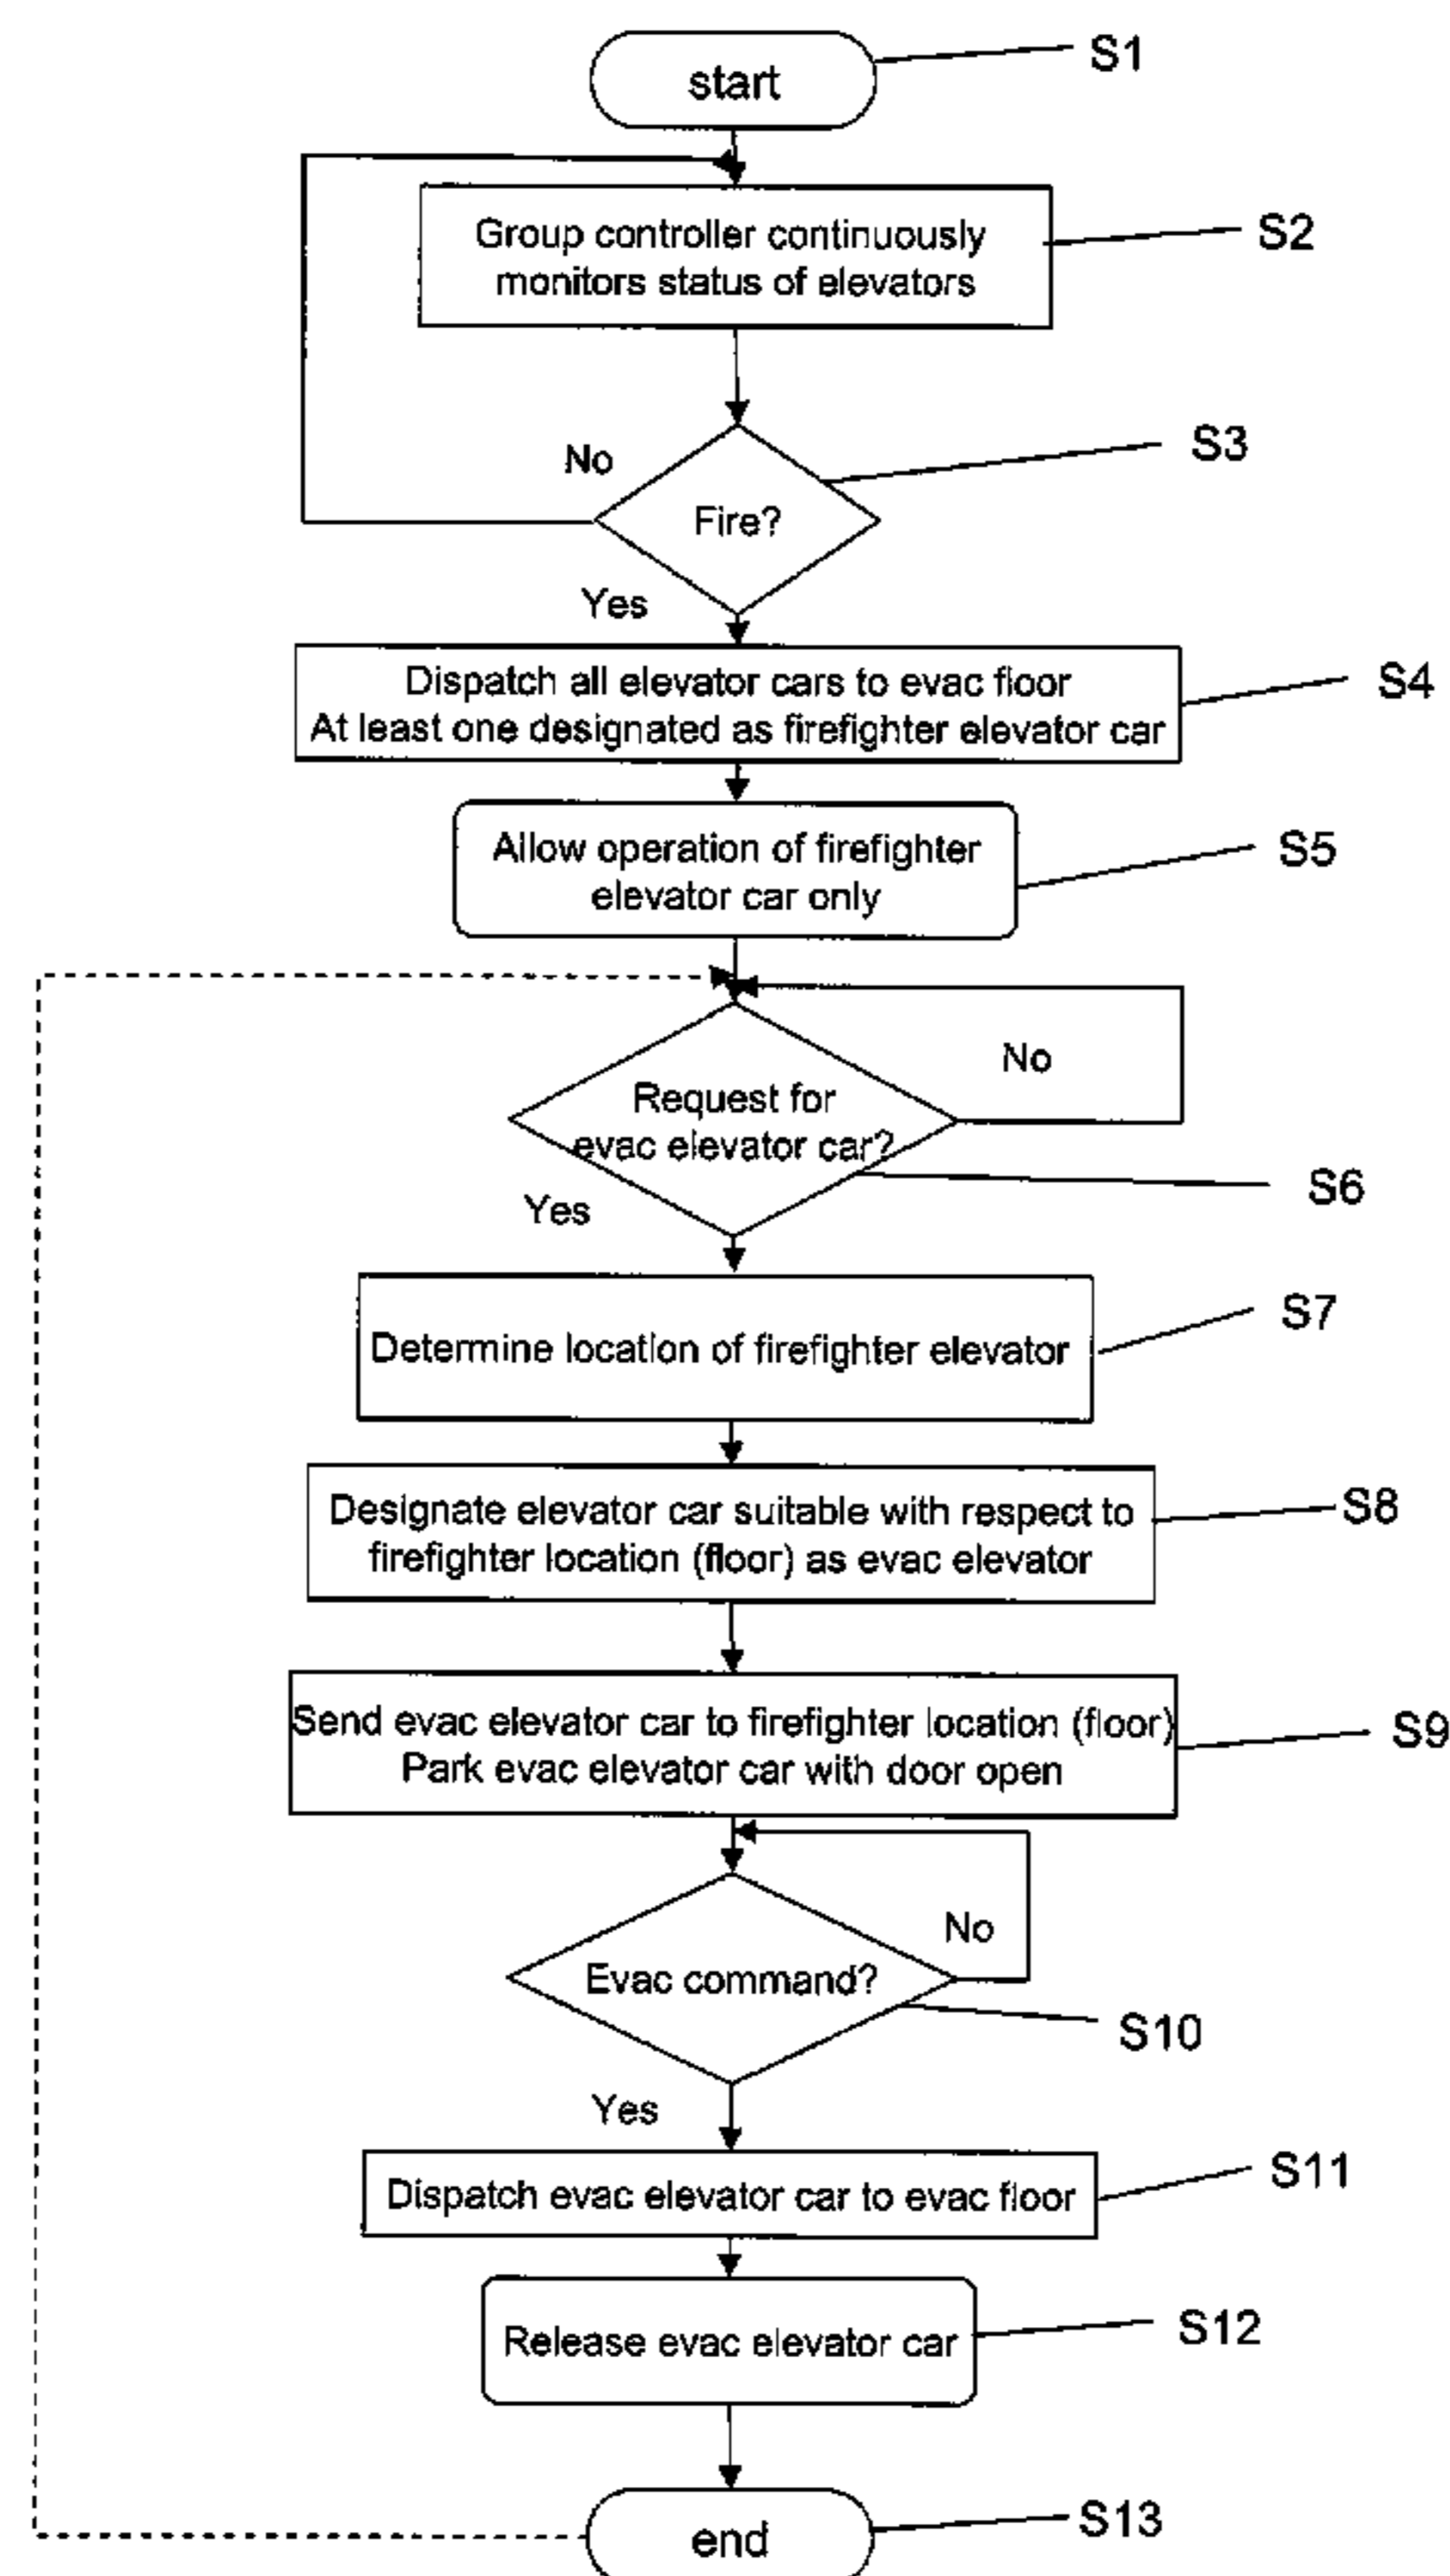 start
S1
Group controller continuously
monitors status of elevators
S2
No
S3
Fire?
Yes
Dispatch all elevator cars to evac floor
At least one designated as firefighter elevator car
S4
Allow operation of firefighter
elevator car only
S5
No
Request for
evac elevator car?
S6
Yes
Determine location of firefighter elevator
S7
Designate elevator car suitable with respect to
firefighter location (floor) as evac elevator
S8
Send evac elevator car to firefighter location (floor)
Park evac elevator car with door open
S9
No
Evac command?
S10
Yes
Dispatch evac elevator car to evac floor
S11
Release evac elevator car
S12
end
S13